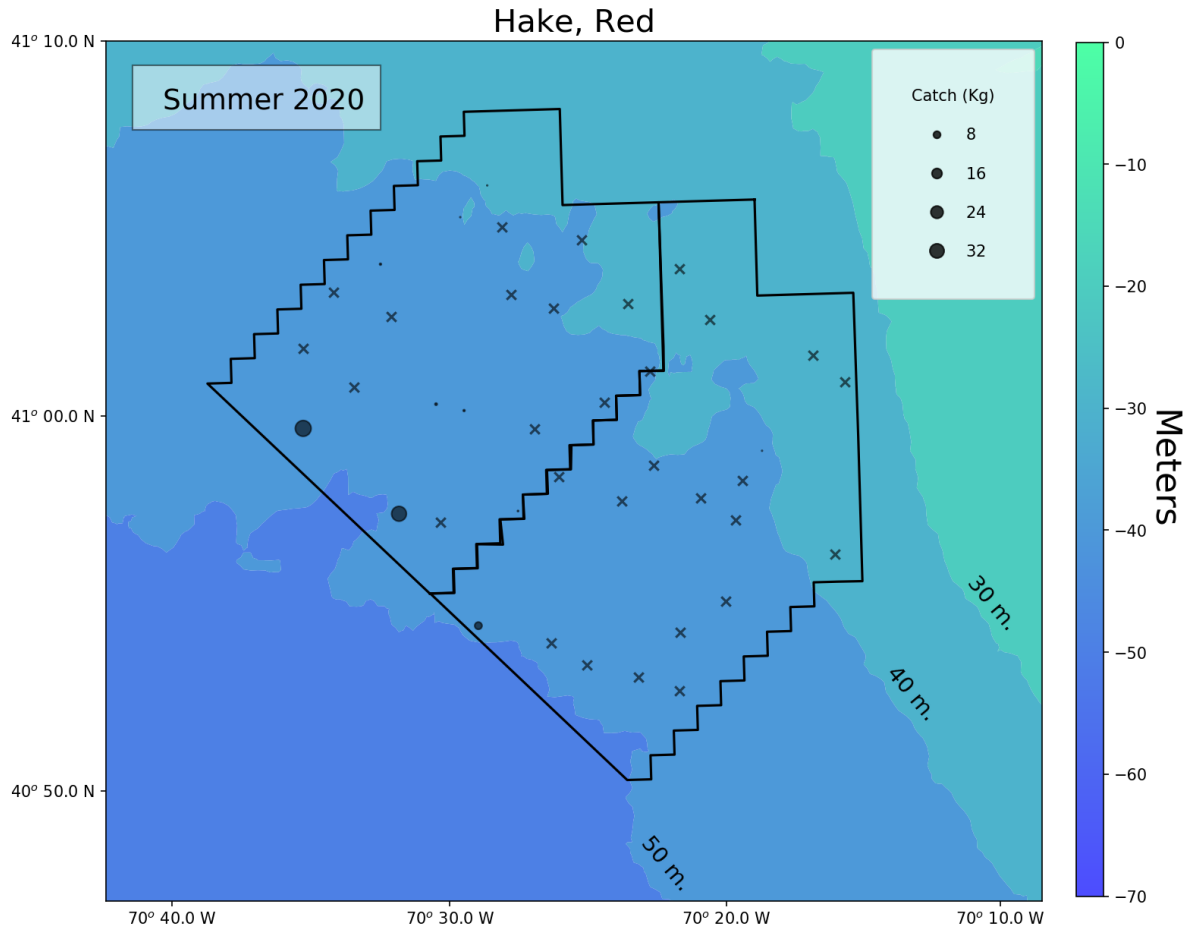 Hake, Red
41° 10.0 N
41° 00.0 N
40° 50.0 N
Summer 2020
Catch (Kg)
8
16
24
32
30 m.
40 m.
50 m.
70° 40.0 W
70° 30.0 W
70° 20.0 W
70° 10.0 W
0
−10
−20
−30
−40
−50
−60
−70
Meters